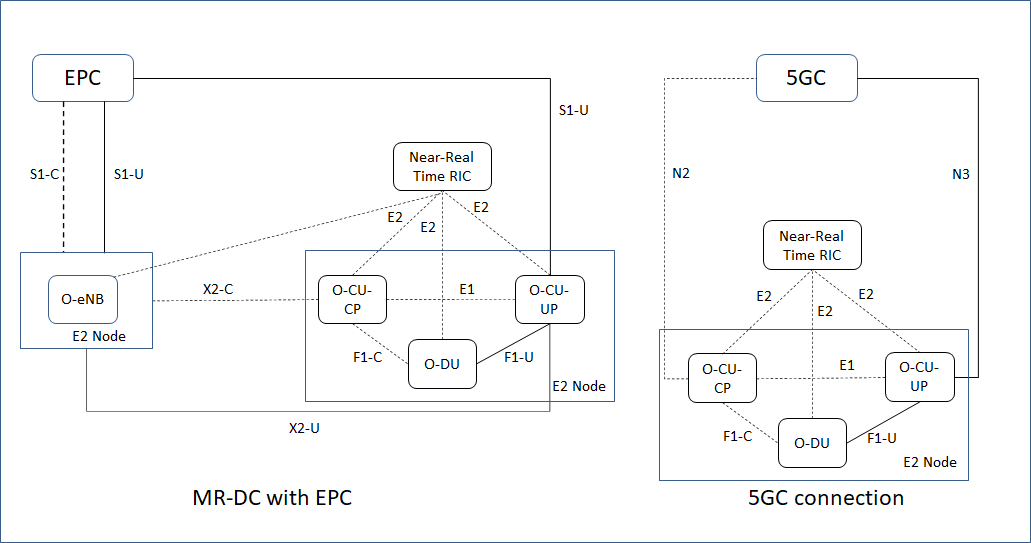 EPC
S1-C
S1-U
S1-U
Near-Real
Time RIC
E2
E2
E2
O-eNB
E2 Node
X2-C
O-CU-
CP
E1
O-CU-
UP
F1-C
O-DU
F1-U
E2 Node
X2-U
MR-DC with EPC
5GC
N2
N3
Near-Real
Time RIC
E2
E2
E2
O-CU-
CP
E1
O-CU-
UP
F1-C
O-DU
F1-U
E2 Node
5GC connection